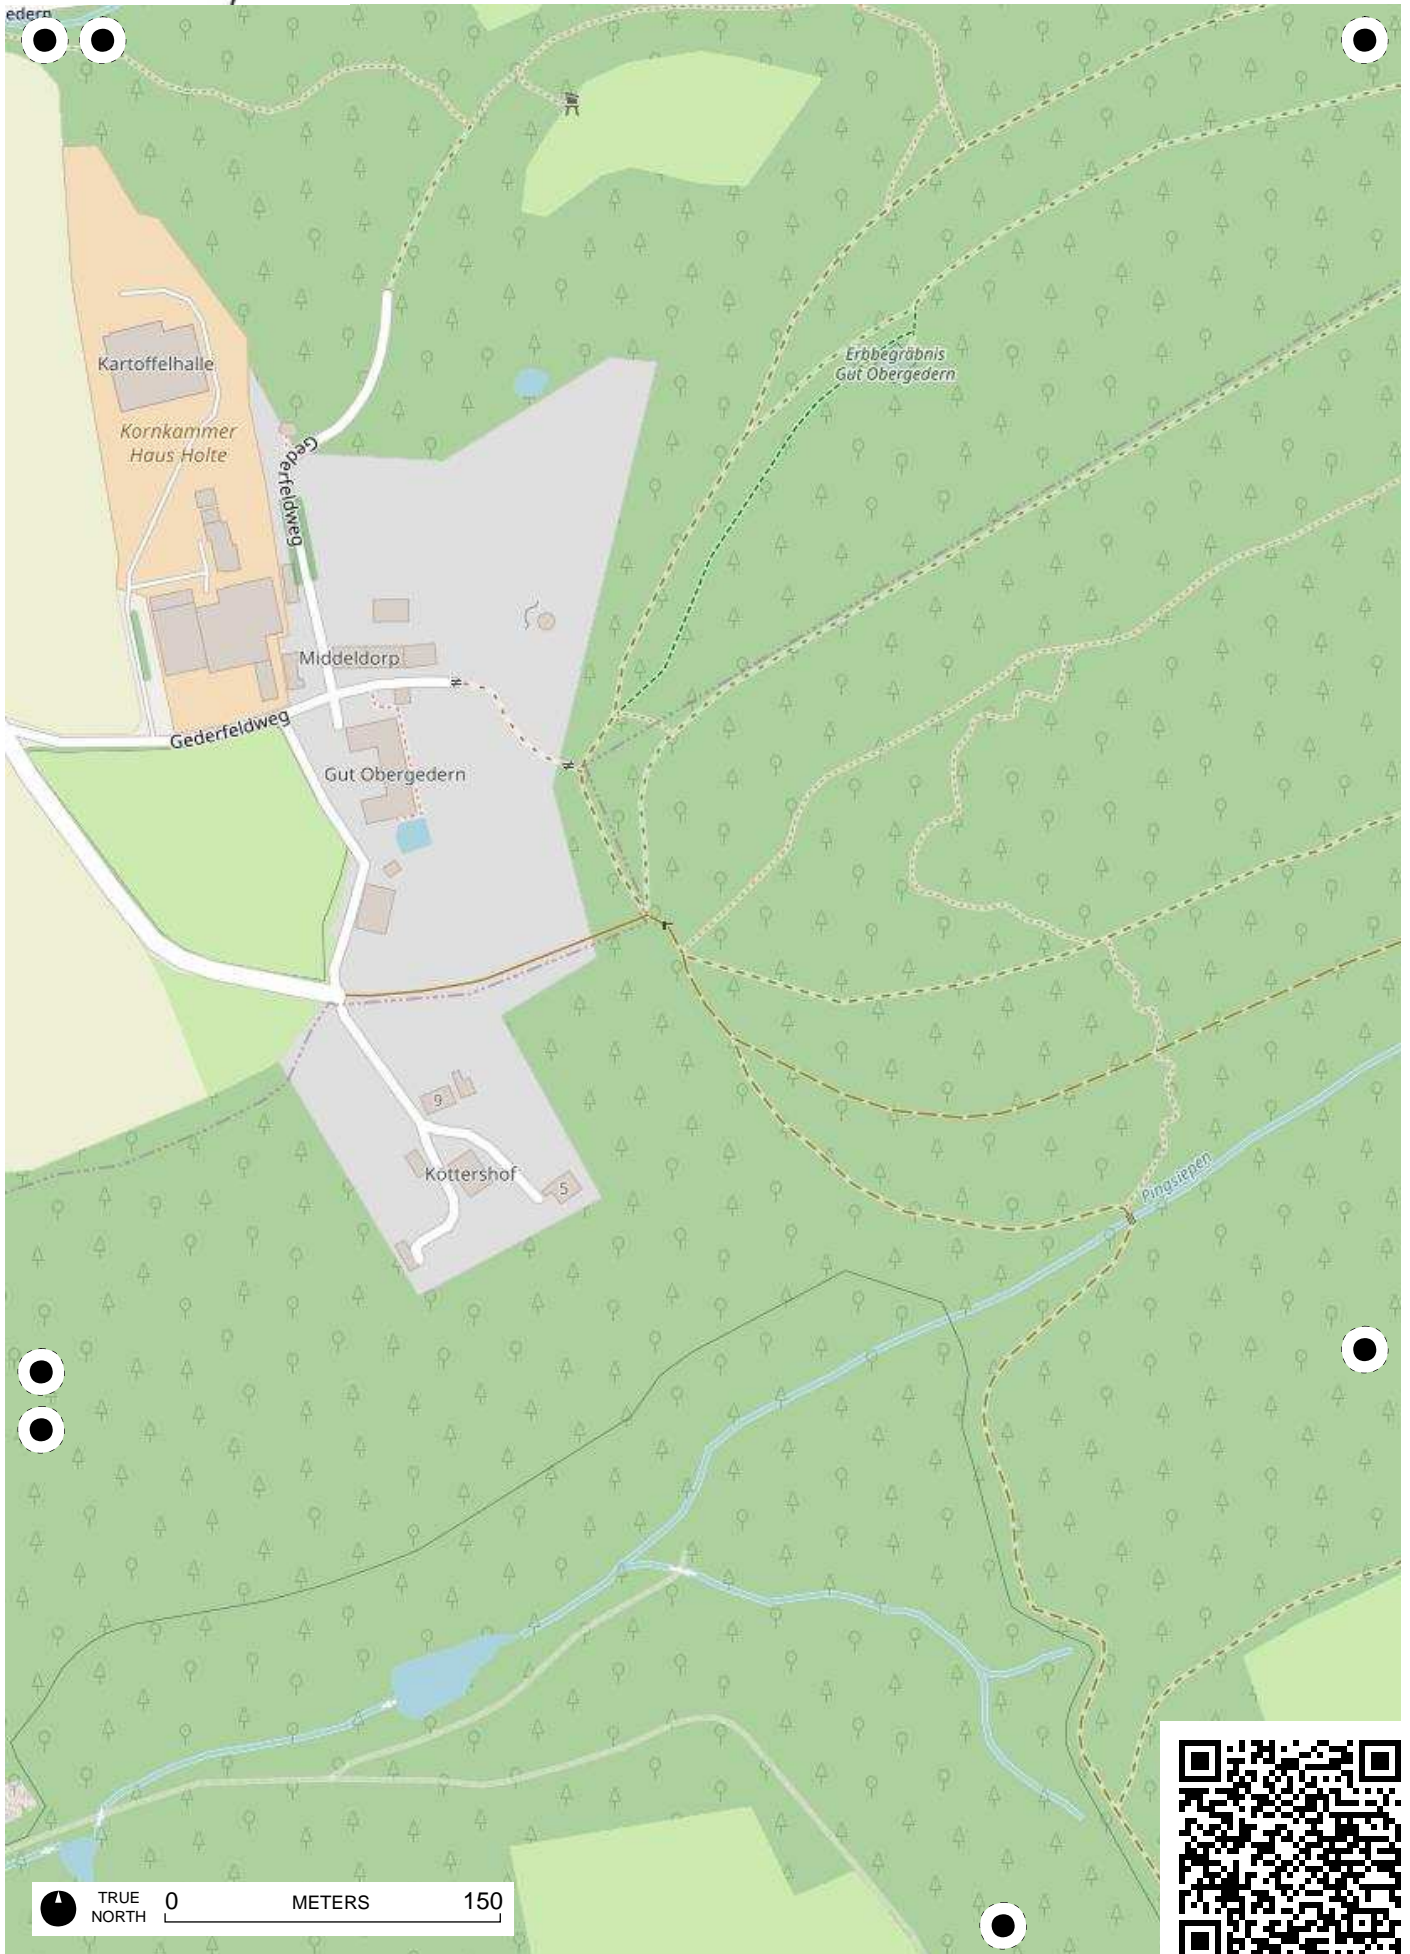 edern
Kartoffelhalle
Kornkammer
Haus Holte
Erbbegräbnis
Gut Obergedern
Gederfeldweg
Middeldorp
Gederfeldweg
Gut Obergedern
9
Köttershof
5
Pingsiepen
TRUE
NORTH
0 METERS 150